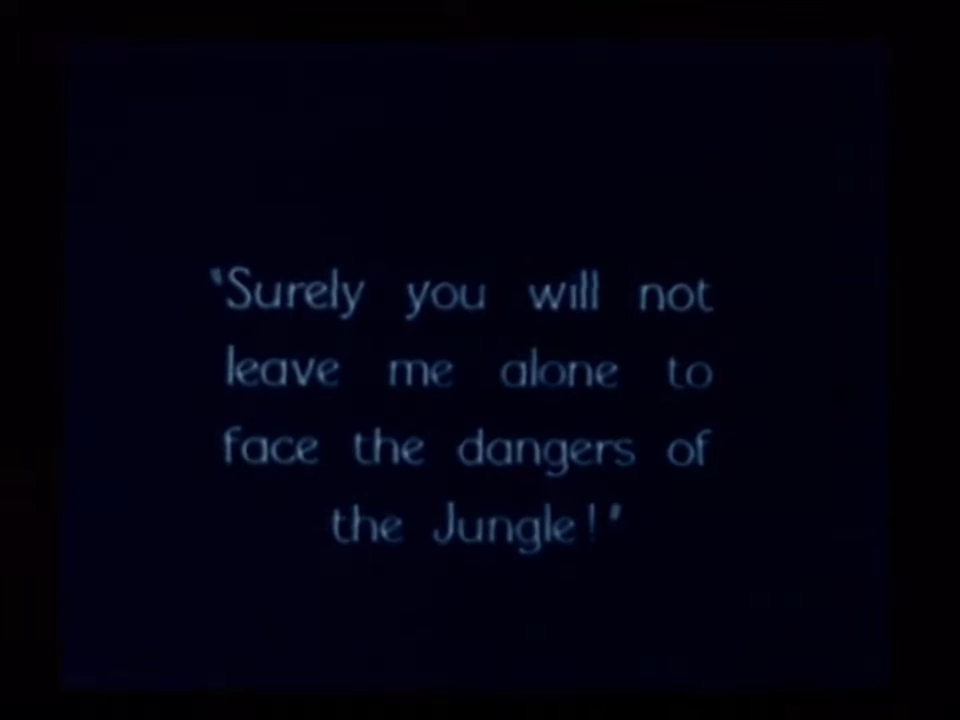 "Surely you will not
leave me alone to
face the dangers of
the Jungle!"